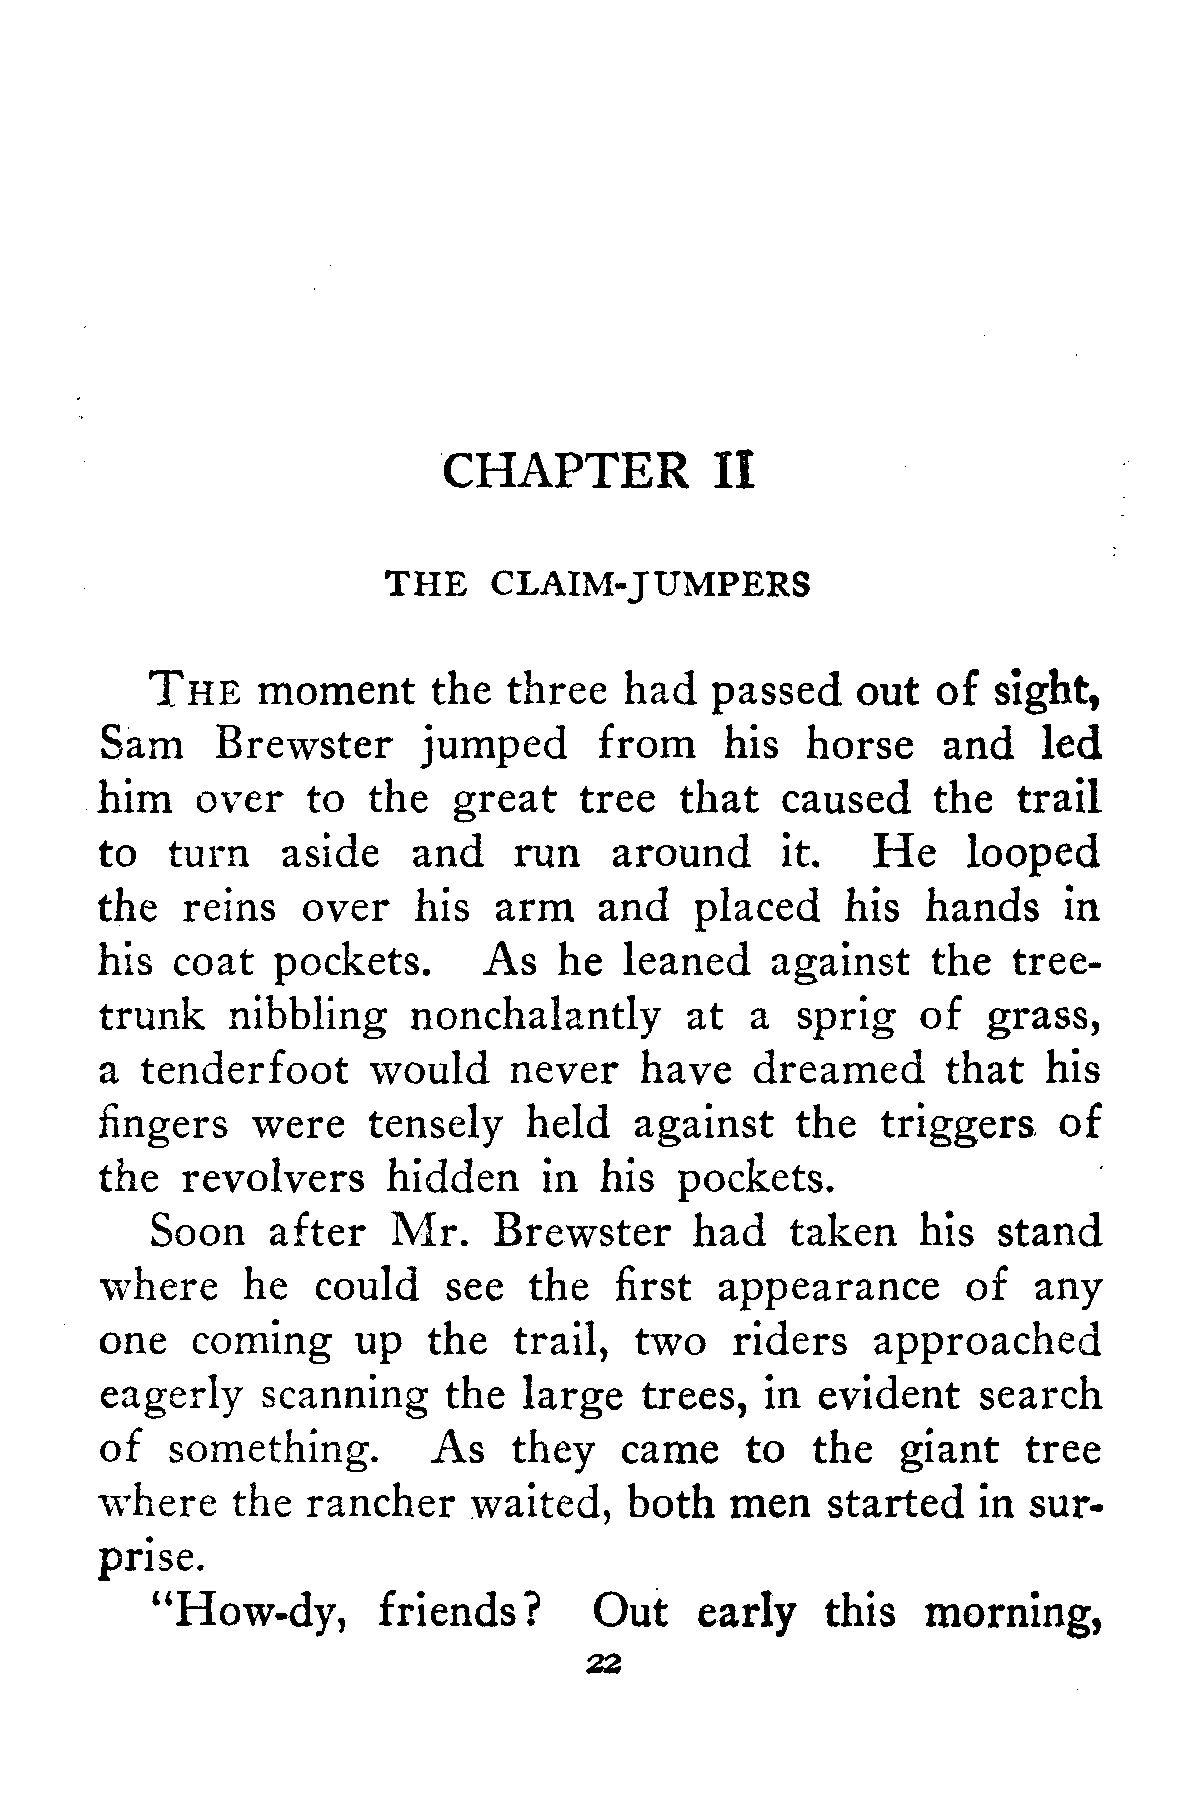 CHAPTER II
THE CLAIM-JUMPERS
THE moment the three had passed out of sight,
Sam Brewster jumped from his horse and led
him over to the great tree that caused the trail
to turn aside and run around it. He looped
the reins over his arm and placed his hands in
his coat pockets. As he leaned against the tree-
trunk nibbling nonchalantly at a sprig of grass,
a tenderfoot would never have dreamed that his
fingers were tensely held against the triggers of
the revolvers hidden in his pockets.
Soon after Mr. Brewster had taken his stand
where he could see the first appearance of any
one coming up the trail, two riders approached
eagerly scanning the large trees, in evident search
of something. As they came to the giant tree
where the rancher waited, both men started in sur-
prise.
“How-dy, friends? Out early this morning,
22